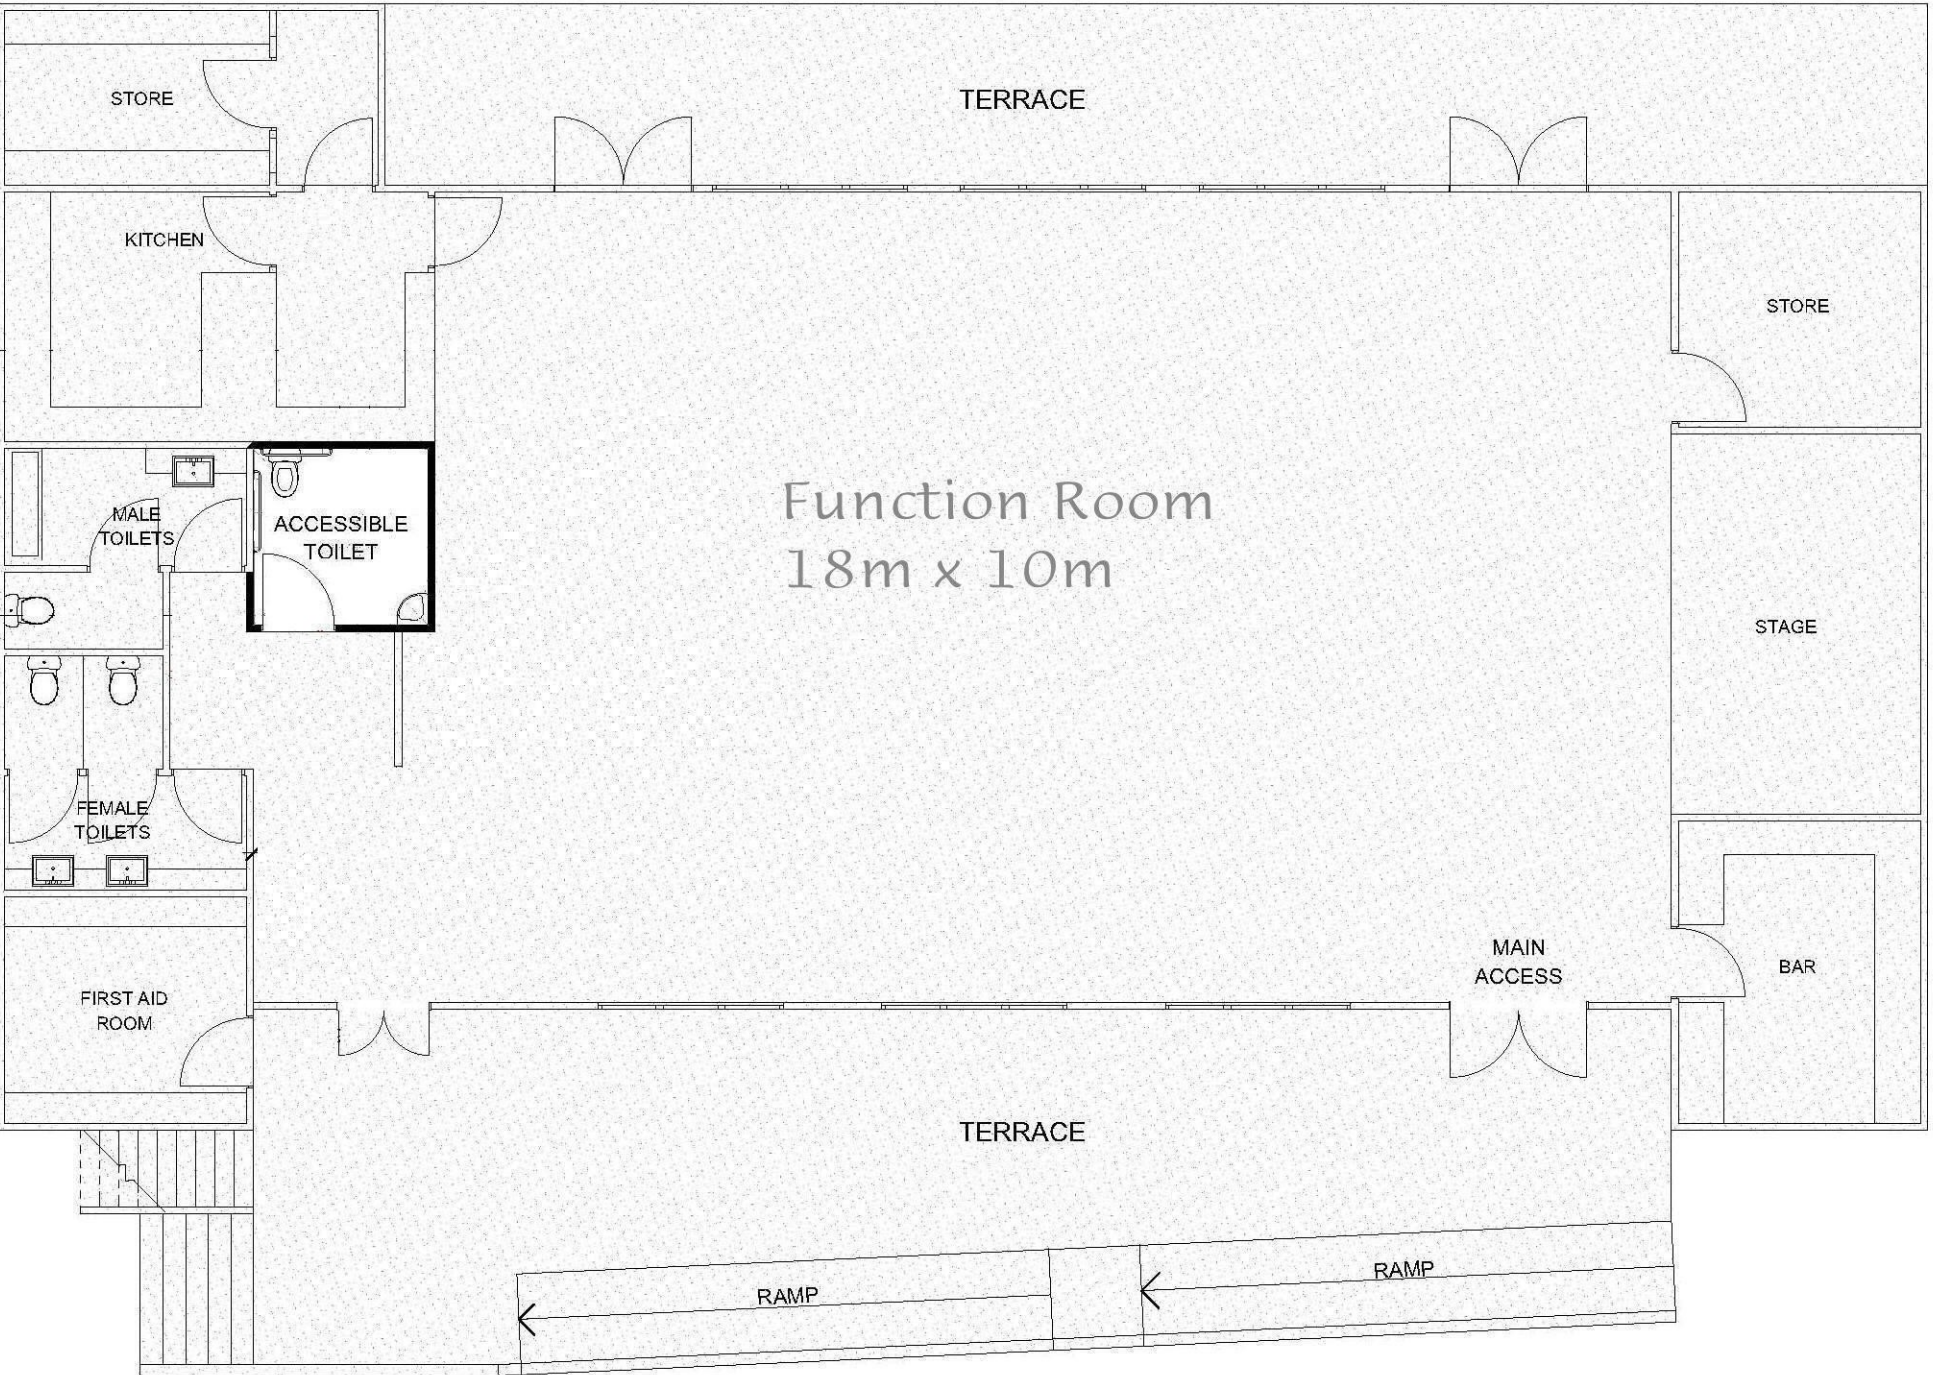 STORE
TERRACE
KITCHEN
STORE
Function Room
18m x 10m
MALE
TOILETS
ACCESSIBLE
TOILET
STAGE
FEMALE
TOILETS
MAIN
ACCESS
BAR
FIRST AID
ROOM
TERRACE
RAMP
RAMP